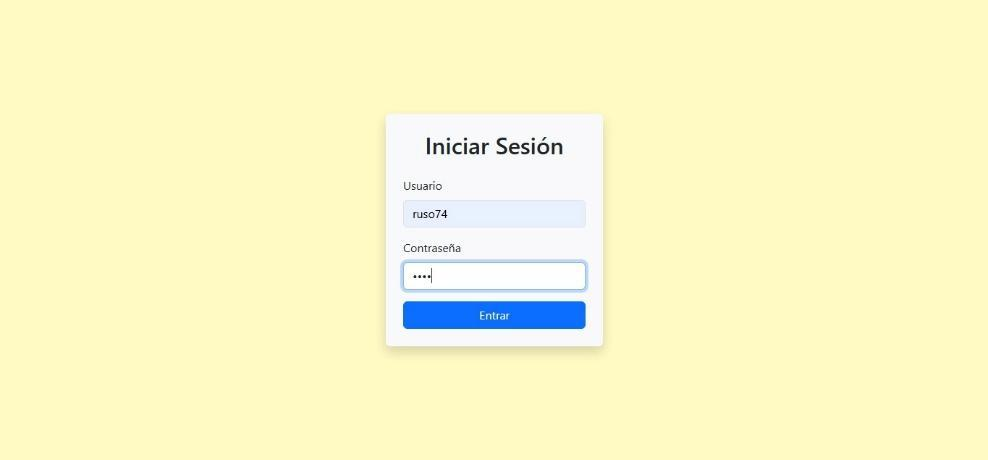 Iniciar Sesión
Usuario
ruso74
Contraseña
••••
Entrar